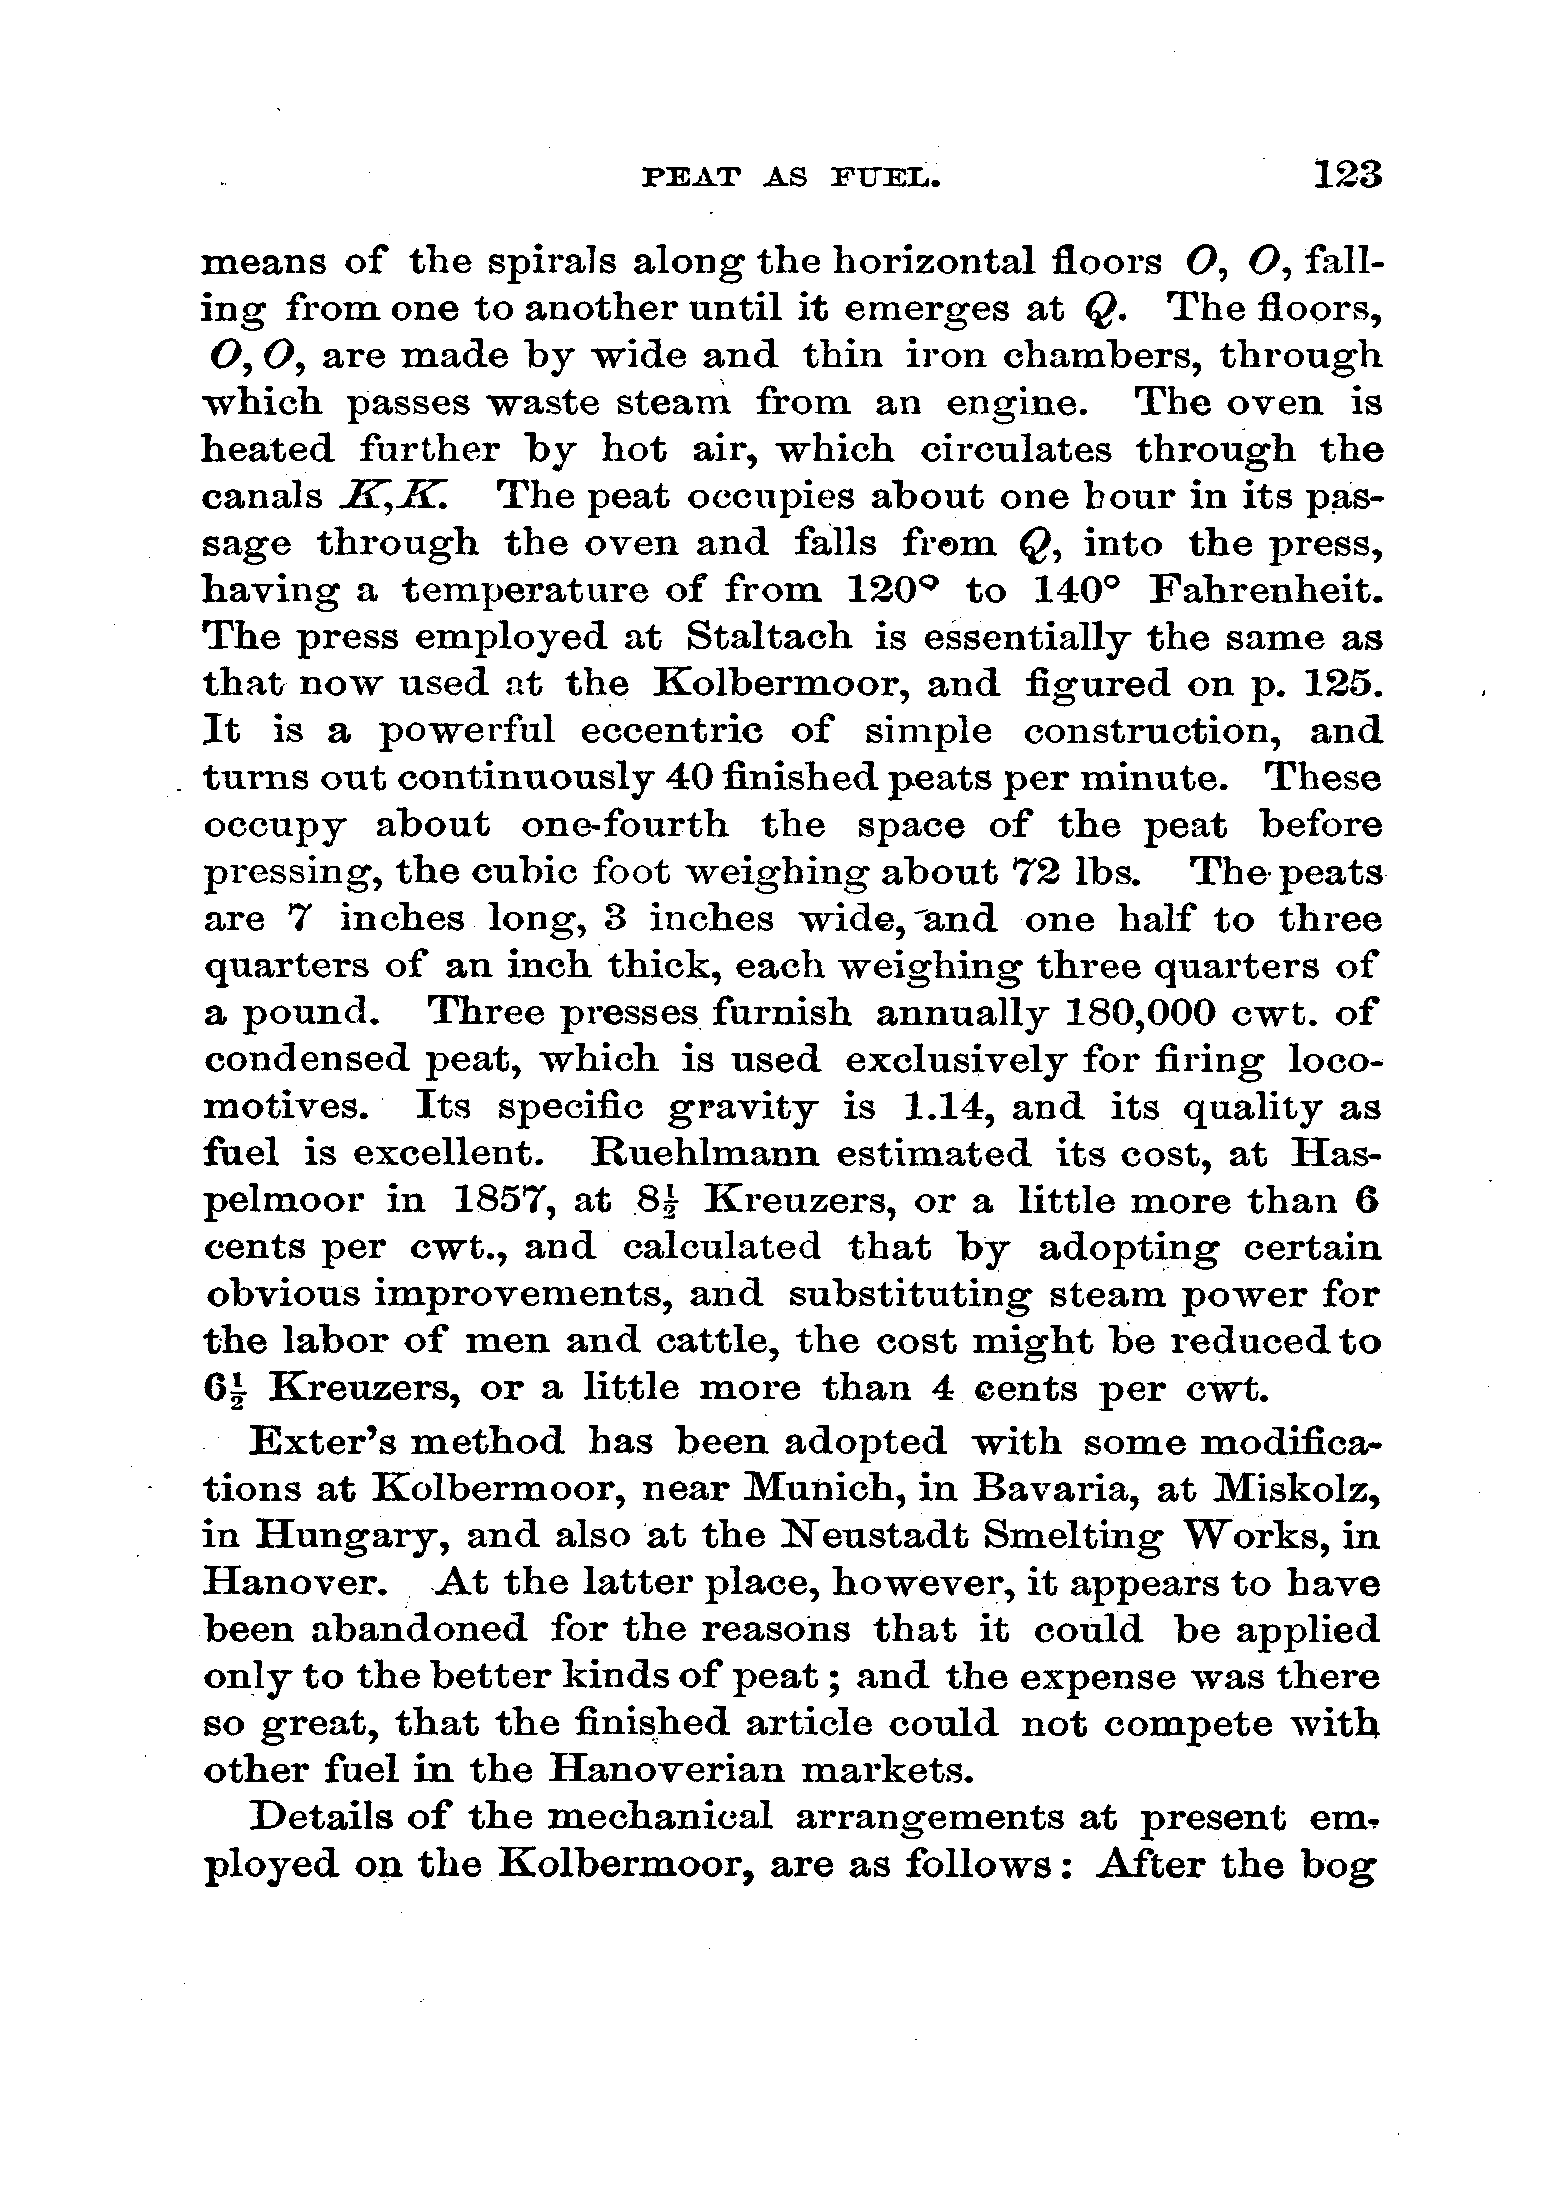 PEAT AS FUEL. 123
means of the spirals along the horizontal floors O, O, fall-
ing from one to another until it emerges at Q. The floors,
O, O, are made by wide and thin iron chambers, through
which passes waste steam from an engine. The oven is
heated further by hot air, which circulates through the
canals K, K. The peat occupies about one hour in its pas-
sage through the oven and falls from Q, into the press,
having a temperature of from 120° to 140° Fahrenheit.
The press employed at Staltach is essentially the same as
that now used at the Kolbermoor, and figured on p. 125.
It is a powerful eccentric of simple construction, and
turns out continuously 40 finished peats per minute. These
occupy about one-fourth the space of the peat before
pressing, the cubic foot weighing about 72 lbs. The peats
are 7 inches long, 3 inches wide, and one half to three
quarters of an inch thick, each weighing three quarters of
a pound. Three presses furnish annually 180,000 cwt. of
condensed peat, which is used exclusively for firing loco-
motives. Its specific gravity is 1.14, and its quality as
fuel is excellent. Ruehlmann estimated its cost, at Has-
pelmoor in 1857, at 8½ Kreuzers, or a little more than 6
cents per cwt., and calculated that by adopting certain
obvious improvements, and substituting steam power for
the labor of men and cattle, the cost might be reduced to
6½ Kreuzers, or a little more than 4 cents per cwt.
Exter's method has been adopted with some modifica-
tions at Kolbermoor, near Munich, in Bavaria, at Miskolz,
in Hungary, and also at the Neustadt Smelting Works, in
Hanover. At the latter place, however, it appears to have
been abandoned for the reasons that it could be applied
only to the better kinds of peat; and the expense was there
so great, that the finished article could not compete with
other fuel in the Hanoverian markets.
Details of the mechanical arrangements at present em-
ployed on the Kolbermoor, are as follows: After the bog